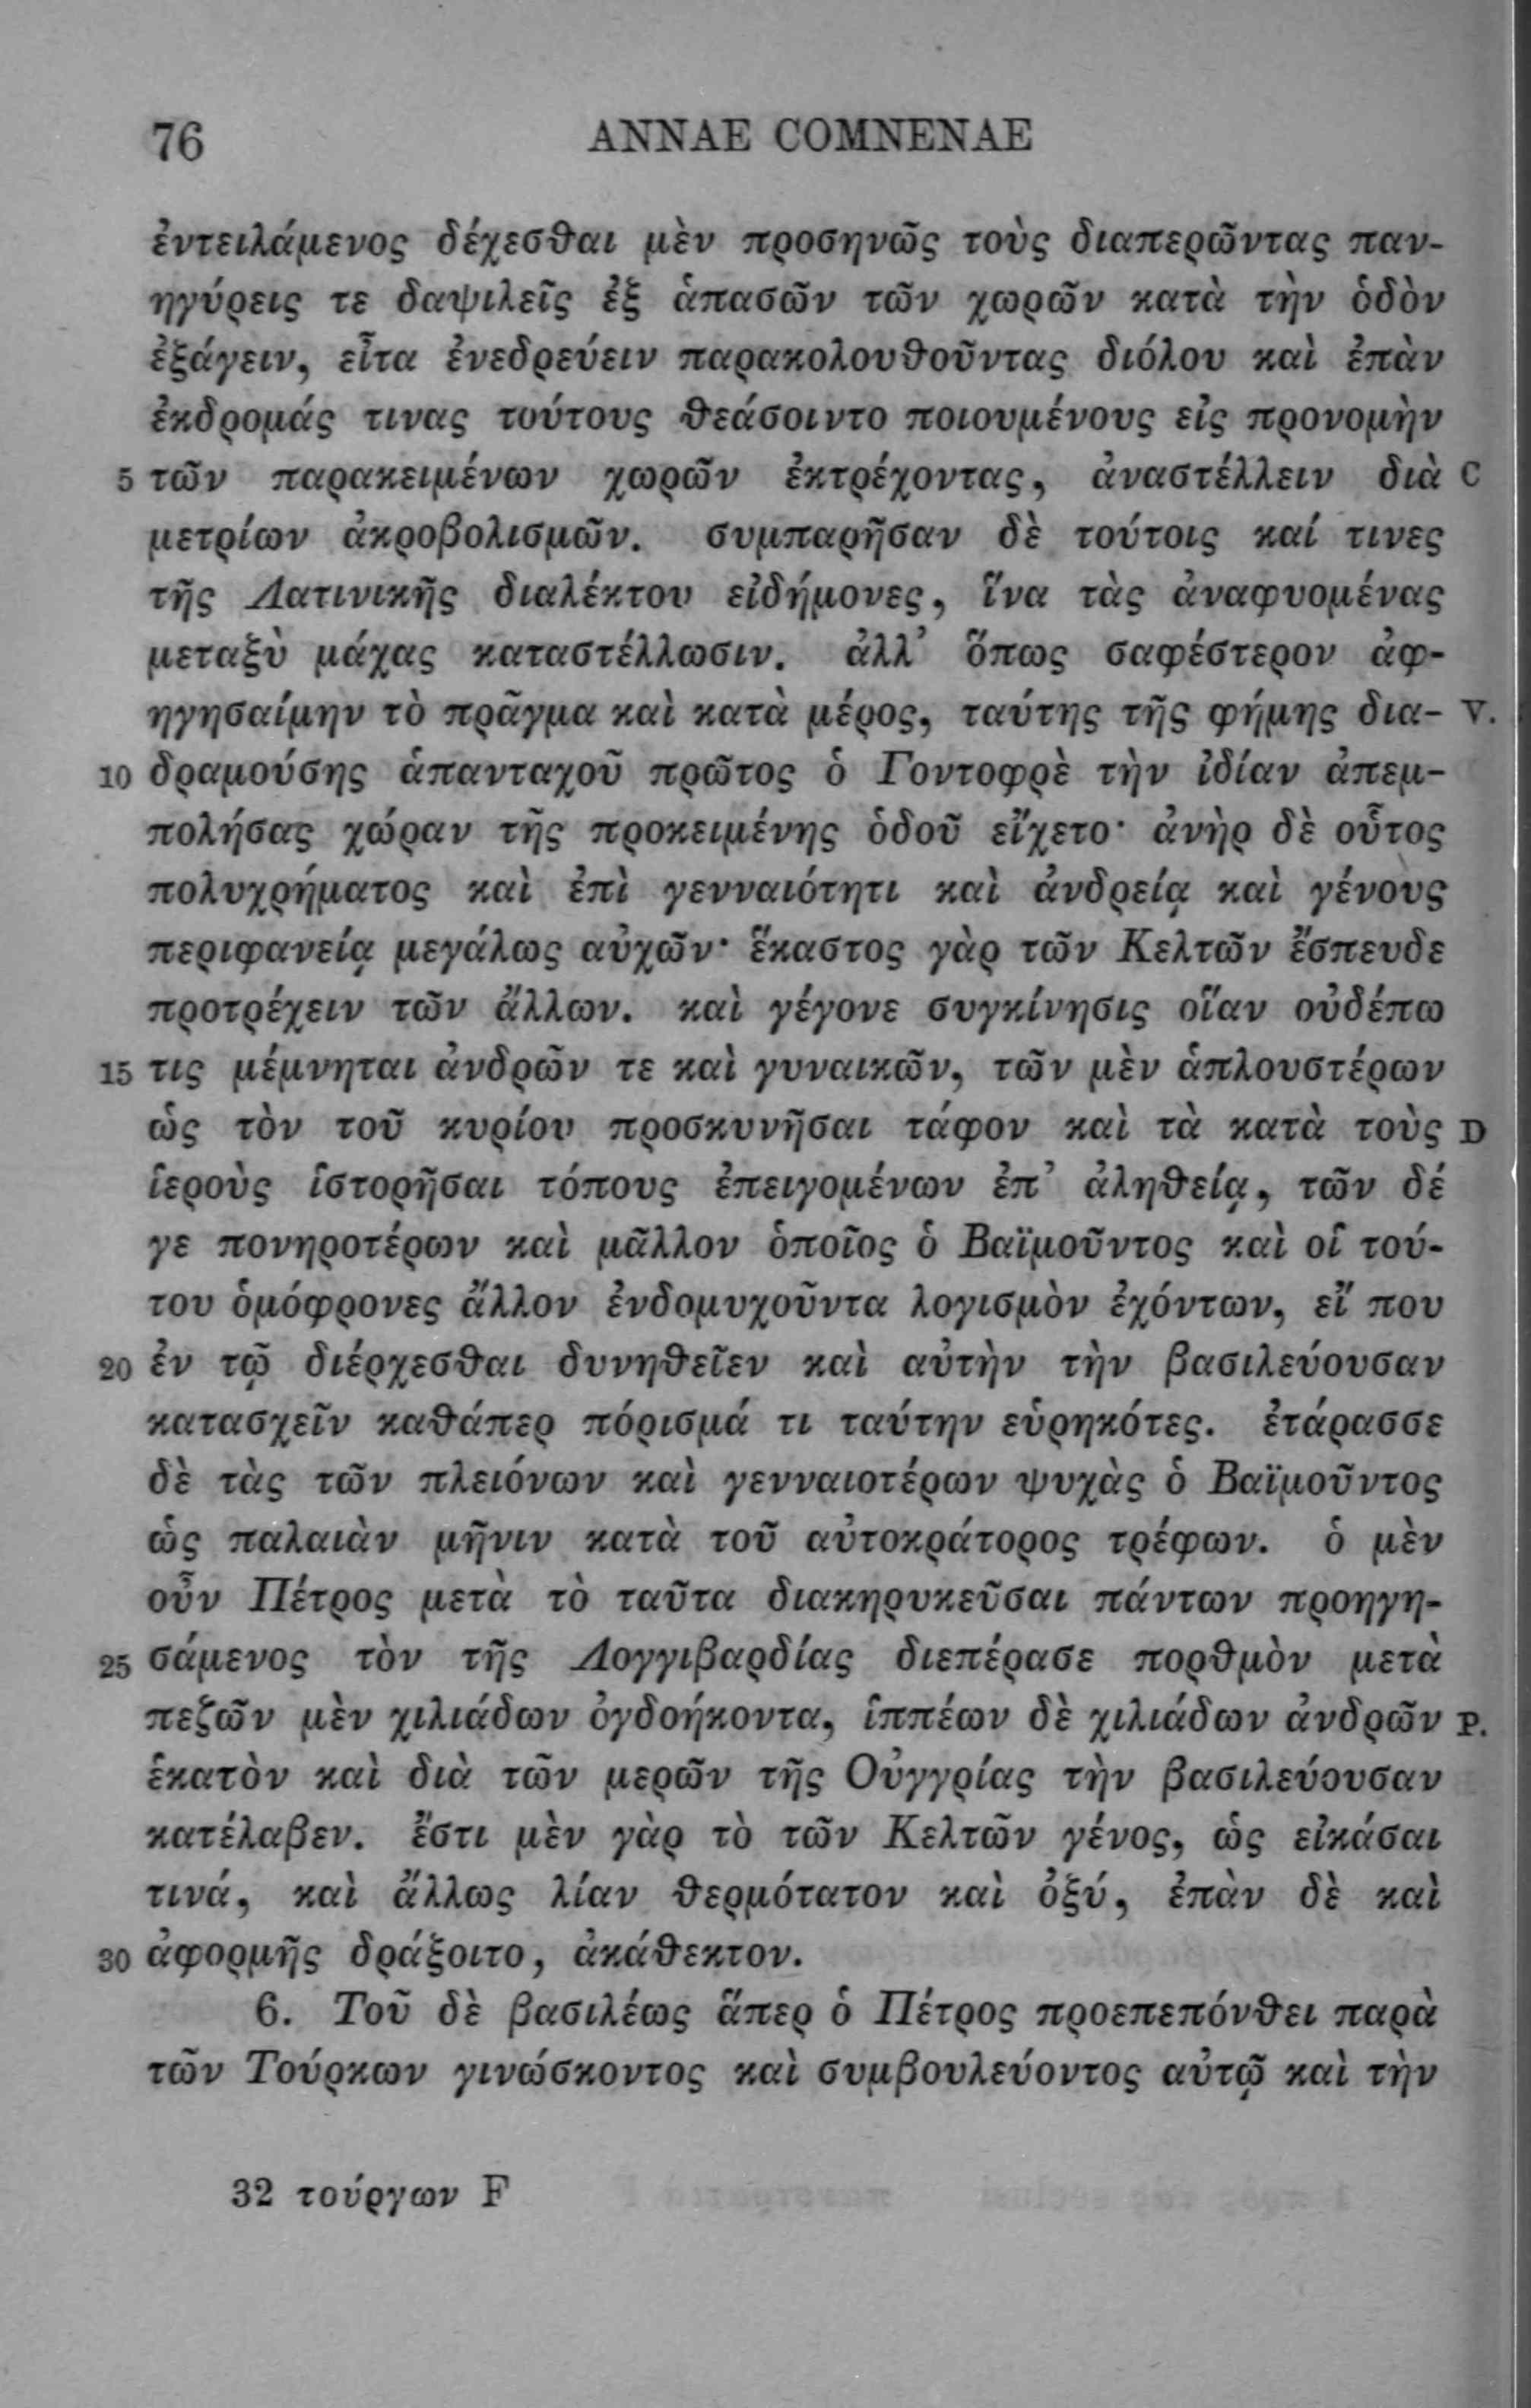 76 ANNAE COMNENAE
ἐντειλάμενος δέχεσθαι μὲν προσηνῶς τοὺς διαπερῶντας παν-
ηγύρεις τε δαψιλεῖς ἐξ ἁπασῶν τῶν χωρῶν κατὰ τὴν ὁδὸν
ἐξάγειν, εἶτα ἐνεδρεύειν παρακολουθοῦντας διόλου καὶ ἐπὰν
ἐκδρομάς τινας τούτους θεάσοιντο ποιουμένους εἰς προνομὴν
5 τῶν παρακειμένων χωρῶν ἐκτρέχοντας, ἀναστέλλειν διὰ C
μετρίων ἀκροβολισμῶν. συμπαρῆσαν δὲ τούτοις καί τινες
τῆς Λατινικῆς διαλέκτου εἰδήμονες, ἵνα τὰς ἀναφυομένας
μεταξὺ μάχας καταστέλλωσιν. ἀλλ’ ὅπως σαφέστερον ἀφ-
ηγησαίμην τὸ πρᾶγμα καὶ κατὰ μέρος, ταύτης τῆς φήμης δια- V.
10 δραμούσης ἁπανταχοῦ πρῶτος ὁ Γοντοφρὲ τὴν ἰδίαν ἀπεμ-
πολήσας χώραν τῆς προκειμένης ὁδοῦ εἴχετο· ἀνὴρ δὲ οὗτος
πολυχρήματος καὶ ἐπὶ γενναιότητι καὶ ἀνδρείᾳ καὶ γένους
περιφανείᾳ μεγάλως αὐχῶν· ἕκαστος γὰρ τῶν Κελτῶν ἔσπευδε
προτρέχειν τῶν ἄλλων. καὶ γέγονε συγκίνησις οἵαν οὐδέπω
15 τις μέμνηται ἀνδρῶν τε καὶ γυναικῶν, τῶν μὲν ἁπλουστέρων
ὡς τὸν τοῦ κυρίου προσκυνῆσαι τάφον καὶ τὰ κατὰ τοὺς D
ἱεροὺς ἱστορῆσαι τόπους ἐπειγομένων ἐπ’ ἀληθείᾳ, τῶν δέ
γε πονηροτέρων καὶ μᾶλλον ὁποῖος ὁ Βαϊμοῦντος καὶ οἱ τού-
του ὁμόφρονες ἄλλον ἐνδομυχοῦντα λογισμὸν ἐχόντων, εἴ που
20 ἐν τῷ διέρχεσθαι δυνηθεῖεν καὶ αὐτὴν τὴν βασιλεύουσαν
κατασχεῖν καθάπερ πόρισμά τι ταύτην εὑρηκότες. ἐτάρασσε
δὲ τὰς τῶν πλειόνων καὶ γενναιοτέρων ψυχὰς ὁ Βαϊμοῦντος
ὡς παλαιὰν μῆνιν κατὰ τοῦ αὐτοκράτορος τρέφων. ὁ μὲν
οὖν Πέτρος μετὰ τὸ ταῦτα διακηρυκεῦσαι πάντων προηγη-
25 σάμενος τὸν τῆς Λογγιβαρδίας διεπέρασε πορθμὸν μετὰ
πεζῶν μὲν χιλιάδων ὀγδοήκοντα, ἱππέων δὲ χιλιάδων ἀνδρῶν P.
ἑκατὸν καὶ διὰ τῶν μερῶν τῆς Οὐγγρίας τὴν βασιλεύουσαν
κατέλαβεν. ἔστι μὲν γὰρ τὸ τῶν Κελτῶν γένος, ὡς εἰκάσαι
τινά, καὶ ἄλλως λίαν θερμότατον καὶ ὀξύ, ἐπὰν δὲ καὶ
30 ἀφορμῆς δράξοιτο, ἀκάθεκτον.
6. Τοῦ δὲ βασιλέως ἅπερ ὁ Πέτρος προεπεπόνθει παρὰ
τῶν Τούρκων γινώσκοντος καὶ συμβουλεύοντος αὐτῷ καὶ τὴν
32 τούργων F